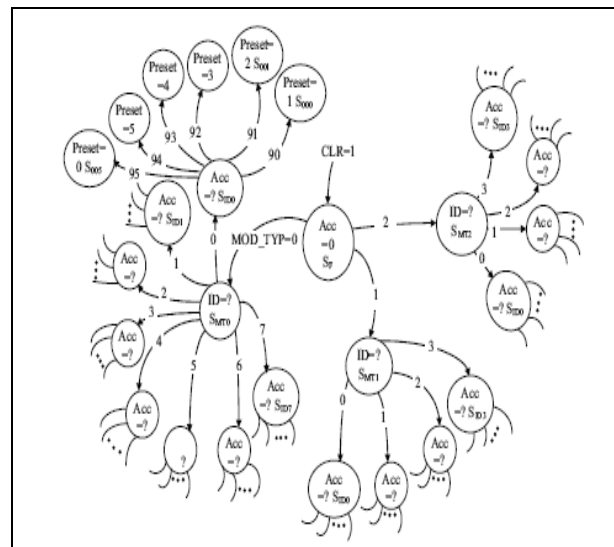 Preset=
2 S001
Preset
=3
Preset
=4
Preset=
1 S000
Preset
=5
Preset=
0 S005
95
94
93
92
91
90
Acc
=? SID0
CLR=1
Acc
=0
SP
MOD_TYP=0
2
1
Acc
=? SID3
Acc
=?
Acc
=?
Acc
=? SID0
ID=?
SMT2
3
2
1
0
Acc
=? SID1
Acc
=?
Acc
=?
Acc
=?
?
Acc
=?
Acc
=? SID7
ID=?
SMT0
0
1
2
3
4
5
6
7
ID=?
SMT1
0
1
2
3
Acc
=? SID0
Acc
=?
Acc
=?
Acc
=? SID3